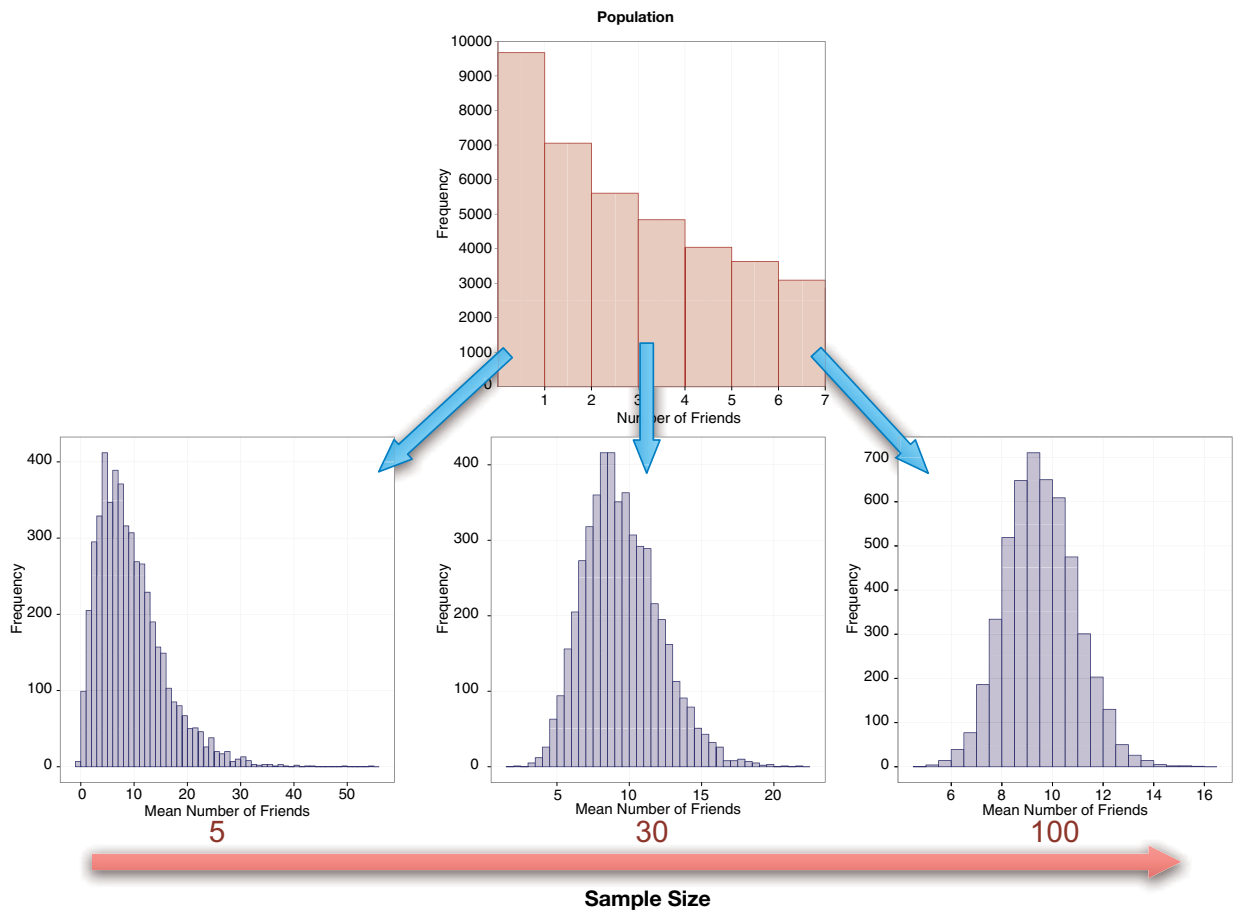 Population
10000
9000
8000
7000
6000
5000
4000
3000
2000
1000
0
Frequency
1 2 3 4 5 6 7
Number of Friends
400
300
200
100
0
Frequency
0 10 20 30 40 50
Mean Number of Friends
5
400
300
200
100
0
Frequency
5 10 15 20
Mean Number of Friends
30
700
600
500
400
300
200
100
0
Frequency
6 8 10 12 14 16
Mean Number of Friends
100
Sample Size